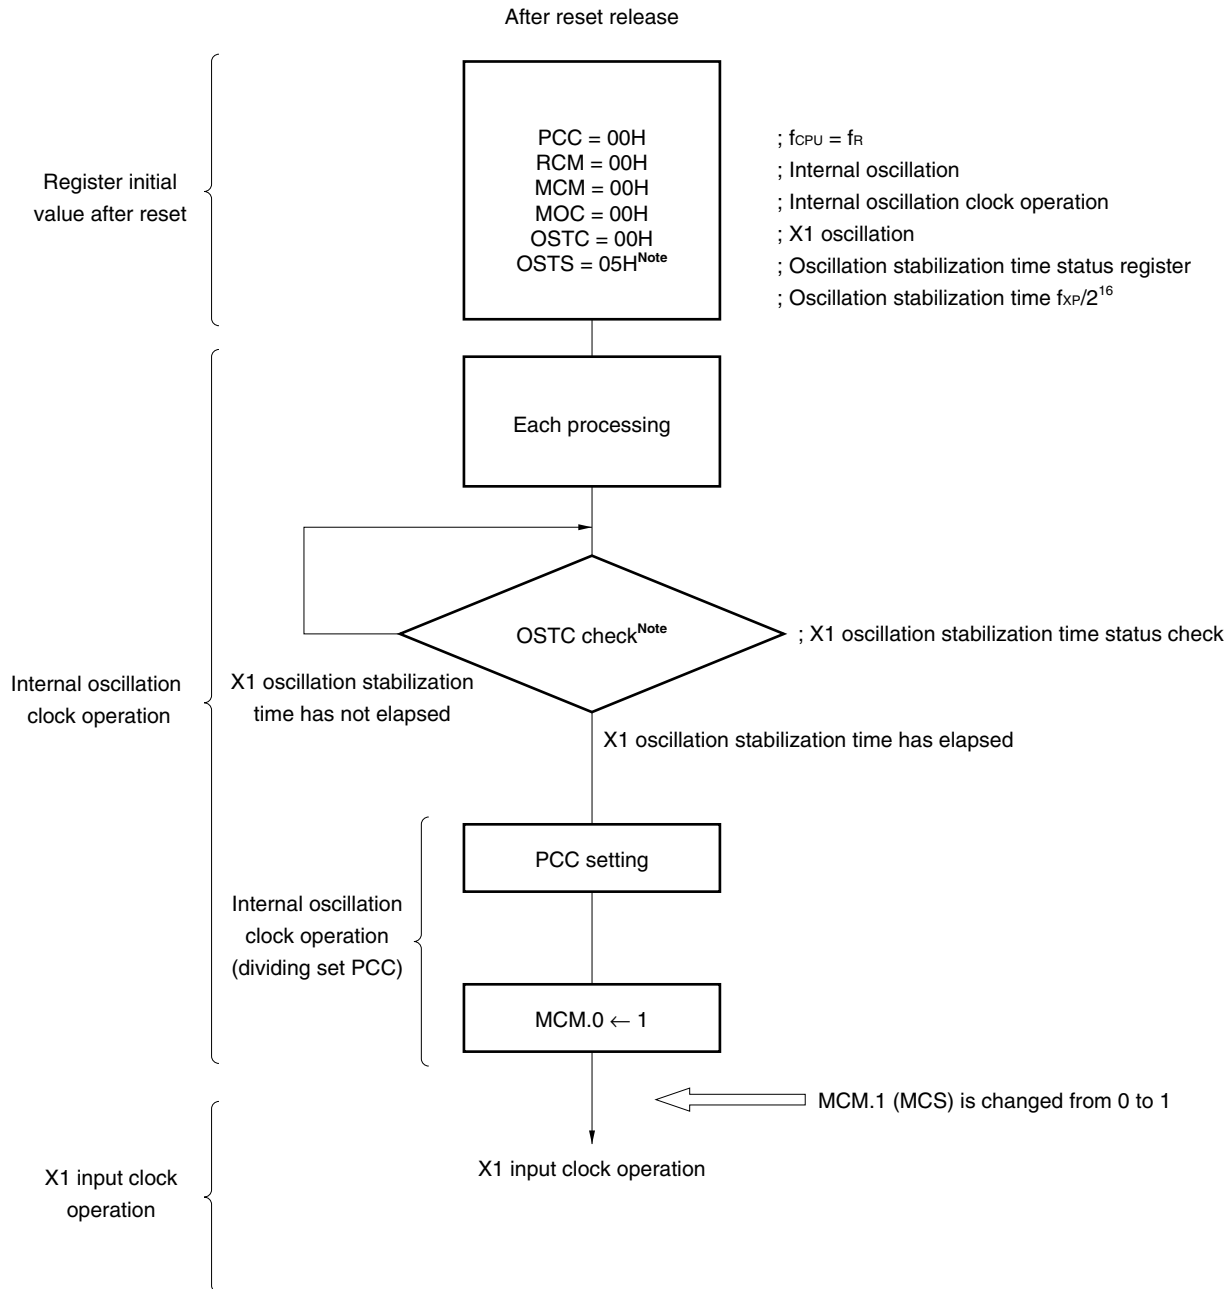 After reset release
Register initial
value after reset
PCC = 00H
RCM = 00H
MCM = 00H
MOC = 00H
OSTC = 00H
OSTS = 05HNote
; fCPU = fR
; Internal oscillation
; Internal oscillation clock operation
; X1 oscillation
; Oscillation stabilization time status register
; Oscillation stabilization time fXP/2^16
Each processing
OSTC checkNote
; X1 oscillation stabilization time status check
Internal oscillation
clock operation
X1 oscillation stabilization
time has not elapsed
X1 oscillation stabilization time has elapsed
PCC setting
Internal oscillation
clock operation
(dividing set PCC)
MCM.0 ← 1
MCM.1 (MCS) is changed from 0 to 1
X1 input clock operation
X1 input clock
operation